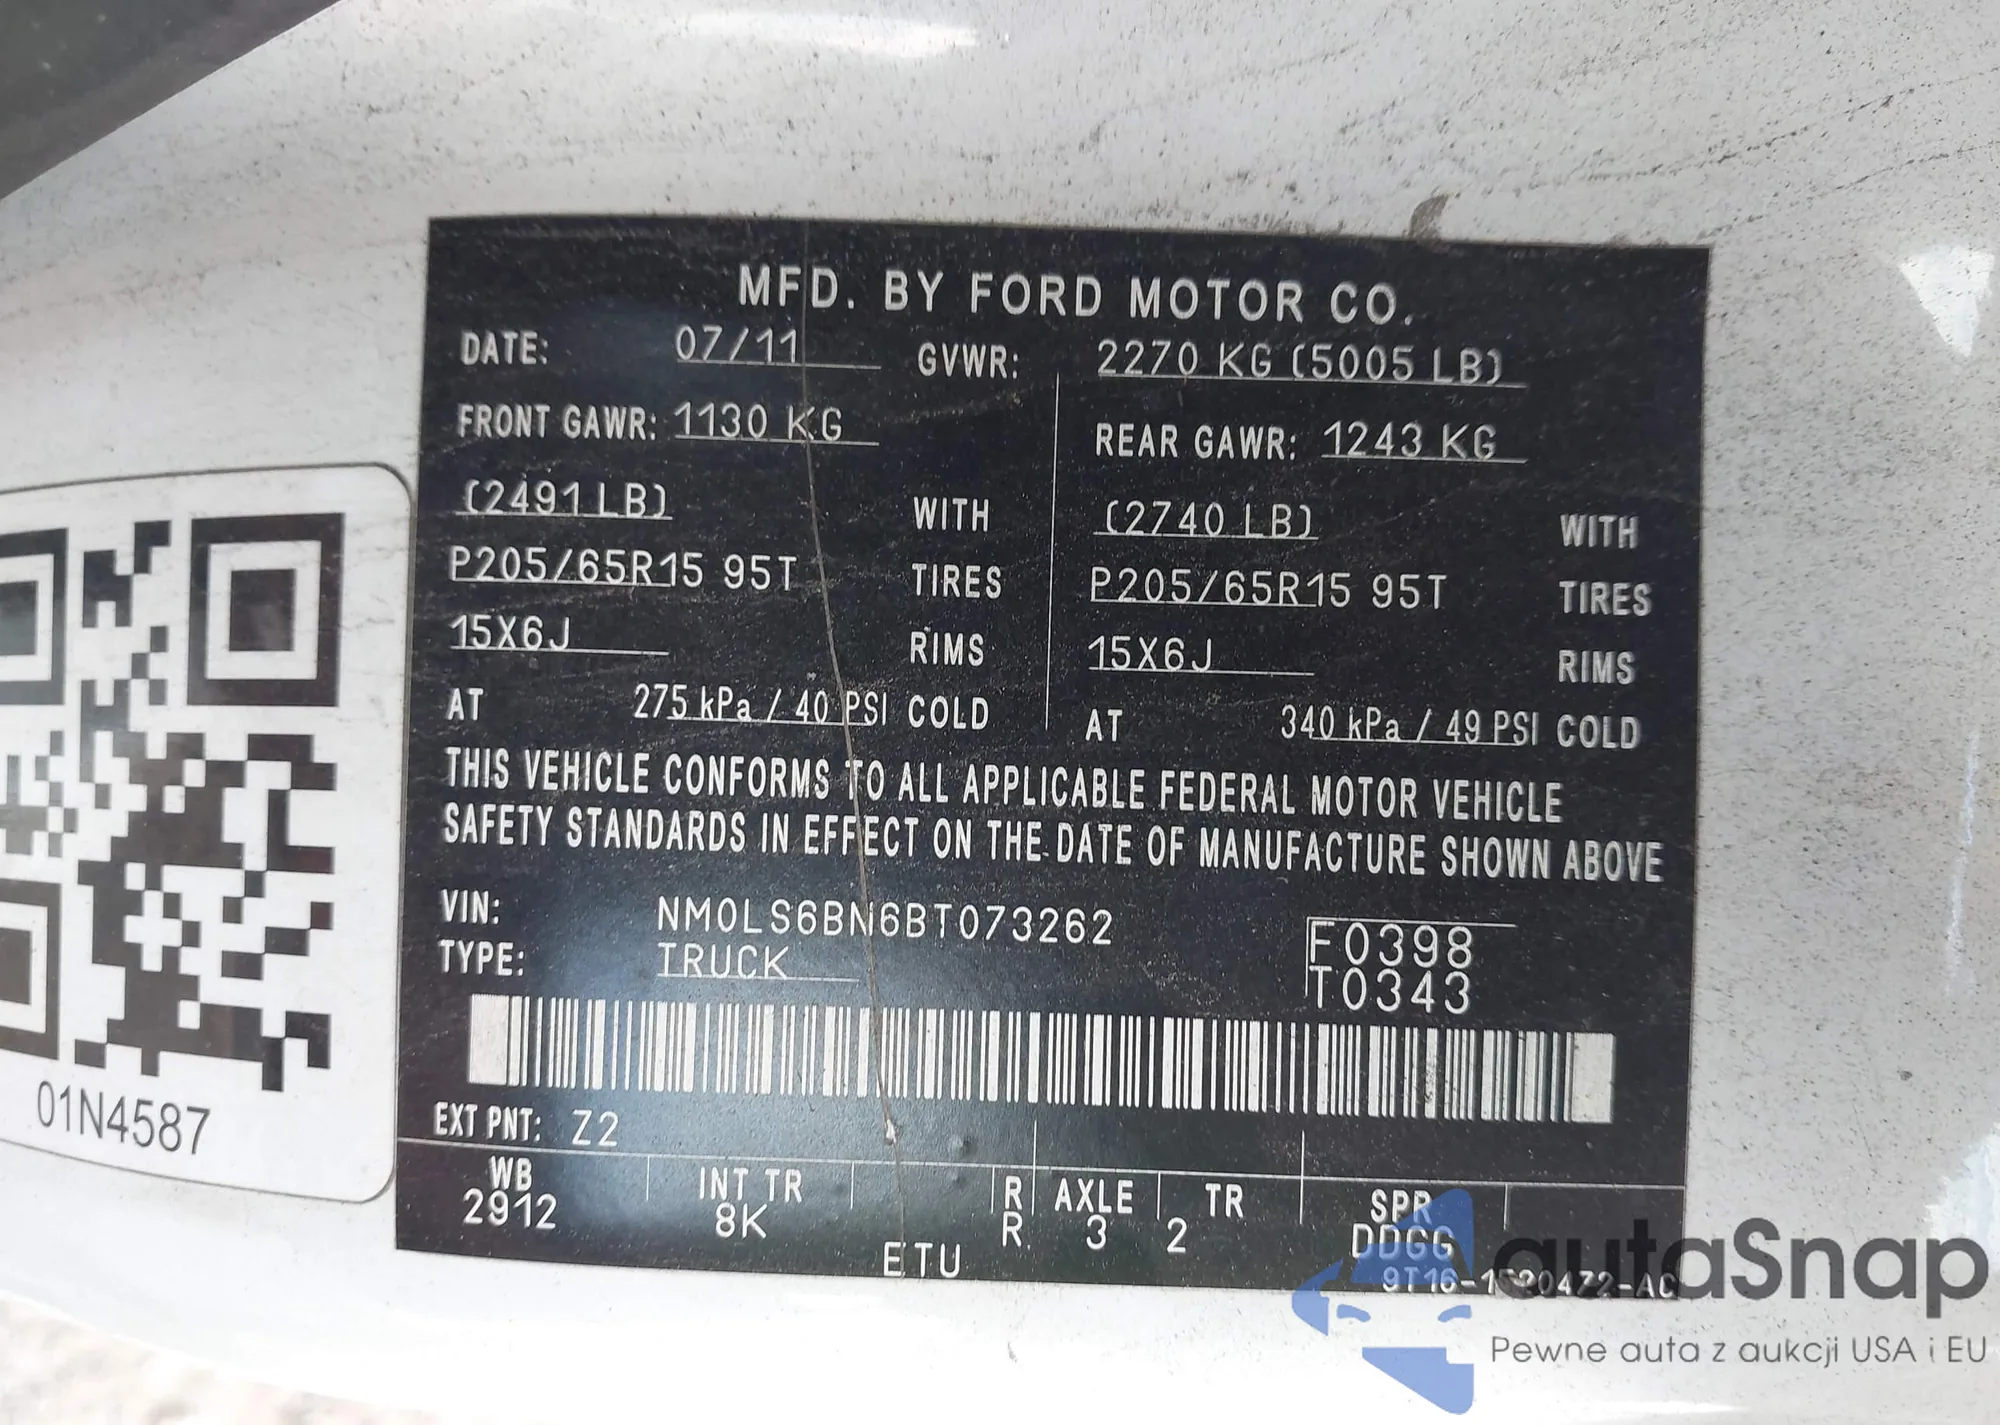 MFD. BY FORD MOTOR CO.
DATE: 07/11 GVWR: 2270 KG (5005 LB)
FRONT GAWR: 1130 KG REAR GAWR: 1243 KG
(2491 LB) WITH (2740 LB) WITH
P205/65R15 95T TIRES P205/65R15 95T TIRES
15X6J RIMS 15X6J RIMS
AT 275 kPa / 40 PSI COLD AT 340 kPa / 49 PSI COLD
THIS VEHICLE CONFORMS TO ALL APPLICABLE FEDERAL MOTOR VEHICLE
SAFETY STANDARDS IN EFFECT ON THE DATE OF MANUFACTURE SHOWN ABOVE
VIN: NM0LS6BN6BT073262 F0398
TYPE: TRUCK T0343
01N4587
EXT PNT: Z2
WB INT TR R AXLE TR SPR
2912 8K R. 3 2 DDGG
ETU
autaSnap
Pewne auta z aukcji USA i EU